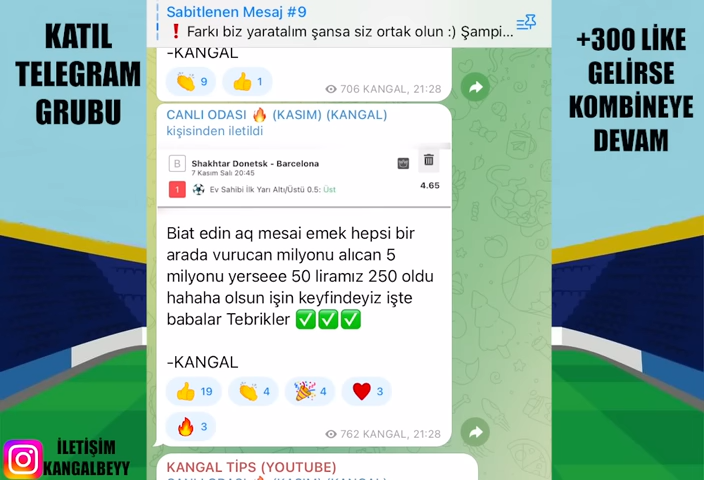 KATIL
TELEGRAM
GRUBU
Sabitlenen Mesaj #9
❗ Farkı biz yaratalım şansa siz ortak olun :) Şampi...
+300 LİKE
GELİRSE
KOMBİNEYE
DEVAM
-KANGAL
👏 9 👍 1
706 KANGAL, 21:28
CANLI ODASI 🔥 (KASIM) (KANGAL)
kişisinden iletildi
B Shakhtar Donetsk - Barcelona
7 Kasım Salı 20:45
1 ⚽ Ev Sahibi İlk Yarı Altı/Üstü 0.5: Üst
4.65
Biat edin aq mesai emek hepsi bir
arada vurucan milyonu alıcan 5
milyonu yerseee 50 liramız 250 oldu
hahaha olsun işin keyfindeyiz işte
babalar Tebrikler ✅✅✅
-KANGAL
👍 19 👏 4 🎉 4 ❤️ 3
🔥 3
762 KANGAL, 21:28
KANGAL TİPS (YOUTUBE)
İLETİŞİM
KANGALBEYY